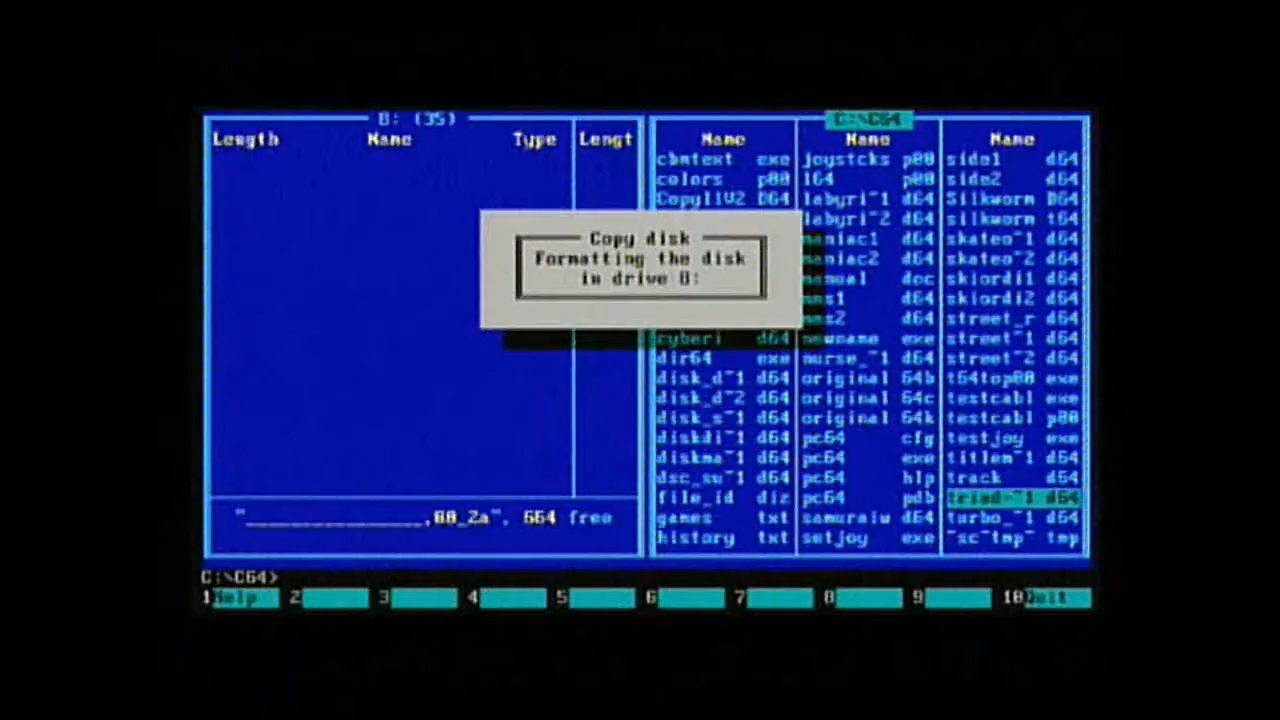 8: (35)
C:\C64
Length Name Type Lengt
Name Name Name
cbmtext exe joystcks p00 side1 d64
colors p00 l64 p00 side2 d64
CopyllV2 D64 labyri~1 d64 Silkworm D64
labyri~2 d64 silkworm t64
Copy disk
maniac1 d64 skateo~1 d64
Formatting the disk
maniac2 d64 skateo~2 d64
in drive 8:
manual doc skiordi1 d64
mms1 d64 skiordi2 d64
mms2 d64 street_r d64
cyberi d64 newname exe street~1 d64
dir64 exe nurse_~1 d64 street~2 d64
disk_d~1 d64 original 64b t64top00 exe
disk_d~2 d64 original 64c testcabl exe
disk_s~1 d64 original 64k testcabl p00
diskdi~1 d64 pc64 cfg testjoy exe
diskma~1 d64 pc64 exe titlem~1 d64
dsc_su~1 d64 pc64 hlp track d64
file_id diz pc64 pdb triad-~1 d64
"________________,00_2a", 664 free
games txt samuraiw d64 turbo_~1 d64
history txt setjoy exe ~sc~tmp~ tmp
C:\C64>
1Help 2 3 4 5 6 7 8 9 10Quit